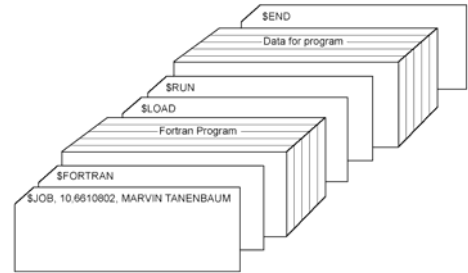 $END
Data for program
$RUN
$LOAD
Fortran Program
$FORTRAN
$JOB, 10,6610802, MARVIN TANENBAUM